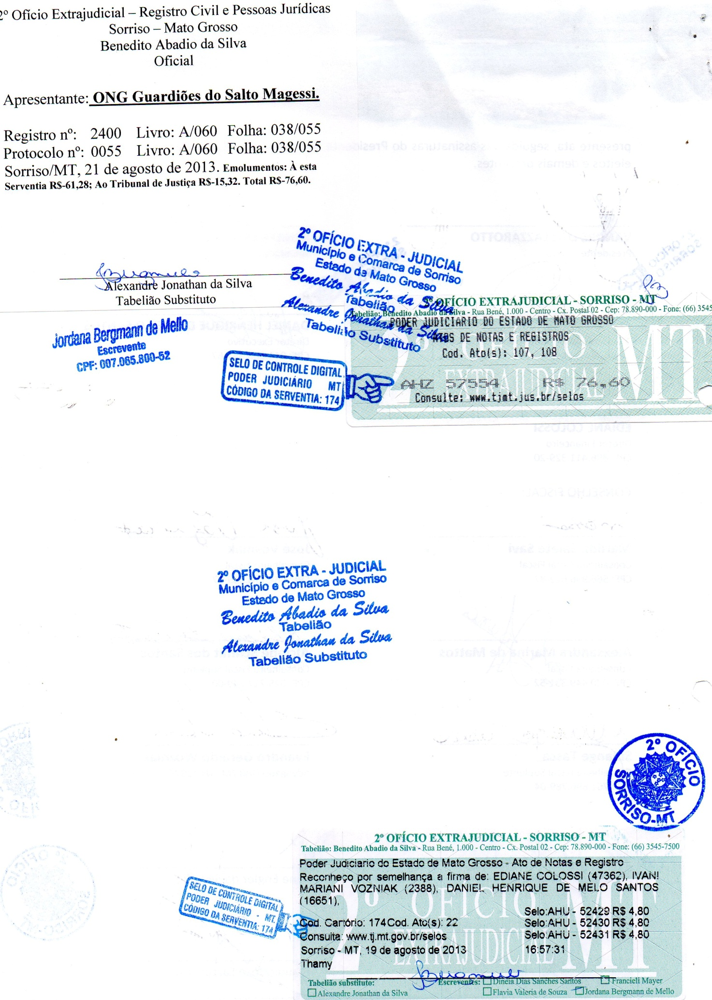 2º Ofício Extrajudicial – Registro Civil e Pessoas Jurídicas
Sorriso – Mato Grosso
Benedito Abadio da Silva
Oficial
Apresentante: ONG Guardiões do Salto Magessi.
Registro nº: 2400 Livro: A/060 Folha: 038/055
Protocolo nº: 0055 Livro: A/060 Folha: 038/055
Sorriso/MT, 21 de agosto de 2013. Emolumentos: À esta
Serventia R$-61,28; Ao Tribunal de Justiça R$-15,32. Total R$-76,60.
Alexandre Jonathan da Silva
Tabelião Substituto
Jordana Bergmann de Mello
Escrevente
CPF: 007.065.800-52
2º OFÍCIO EXTRA - JUDICIAL
Município e Comarca de Sorriso
Estado de Mato Grosso
Benedito Abadio da Silva
Tabelião
Alexandre Jonathan da Silva
Tabelião Substituto
2º OFÍCIO EXTRAJUDICIAL - SORRISO - MT
Tabelião: Benedito Abadio da Silva - Rua Bené, 1.000 - Centro - Cx. Postal 02 - Cep: 78.890-000 - Fone: (66) 3545
PODER JUDICIARIO DO ESTADO DE MATO GROSSO
ATOS DE NOTAS E REGISTROS
Cod. Ato(s): 107, 108
AHZ 57554 R$ 76,60
Consulte: www.tjmt.jus.br/selos
2º OFÍCIO
EXTRAJUDICIAL MT
SELO DE CONTROLE DIGITAL
PODER JUDICIÁRIO MT
CÓDIGO DA SERVENTIA: 174
2º OFÍCIO EXTRA - JUDICIAL
Município e Comarca de Sorriso
Estado de Mato Grosso
Benedito Abadio da Silva
Tabelião
Alexandre Jonathan da Silva
Tabelião Substituto
2º OFÍCIO
SORRISO-MT
2º OFÍCIO EXTRAJUDICIAL - SORRISO - MT
Tabelião: Benedito Abadio da Silva - Rua Bené, 1.000 - Centro - Cx. Postal 02 - Cep: 78.890-000 - Fone: (66) 3545-7500
Poder Judiciario do Estado de Mato Grosso - Ato de Notas e Registro
Reconheço por semelhança a firma de: EDIANE COLOSSI (47362), IVANI
MARIANI VOZNIAK (2388), DANIEL HENRIQUE DE MELO SANTOS
(16651),
Selo:AHU - 52429 R$ 4,80
Cod. Cartório: 174Cod. Ato(s): 22 Selo:AHU - 52430 R$ 4,80
Consulta: www.tj.mt.gov.br/selos Selo:AHU - 52431 R$ 4,80
Sorriso - MT, 19 de agosto de 2013 16:57:31
Thamy
2º OFÍCIO
EXTRAJUDICIAL MT
SELO DE CONTROLE DIGITAL
PODER JUDICIÁRIO - MT
CÓDIGO DA SERVENTIA: 174
Tabelião substituto: Escreventes: Dineia Dias Sanches Santos Francieli Mayer
Alexandre Jonathan da Silva Flavia Valeria de Souza Jordana Bergmann de Mello